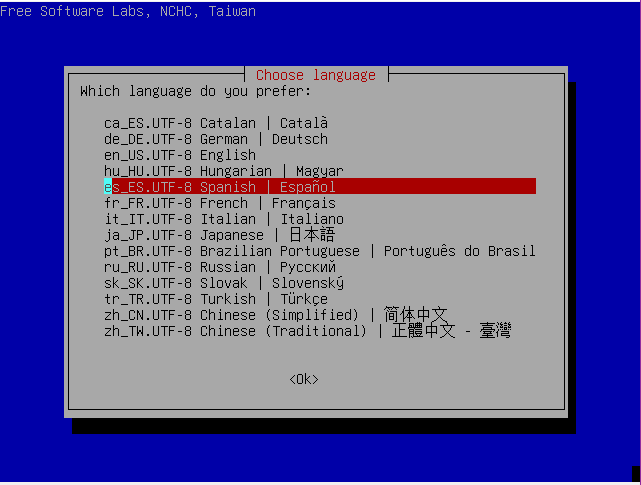 Free Software Labs, NCHC, Taiwan
Choose language
Which language do you prefer:
ca_ES.UTF-8 Catalan | Català
de_DE.UTF-8 German | Deutsch
en_US.UTF-8 English
hu_HU.UTF-8 Hungarian | Magyar
es_ES.UTF-8 Spanish | Español
fr_FR.UTF-8 French | Français
it_IT.UTF-8 Italian | Italiano
ja_JP.UTF-8 Japanese | 日本語
pt_BR.UTF-8 Brazilian Portuguese | Português do Brasil
ru_RU.UTF-8 Russian | Русский
sk_SK.UTF-8 Slovak | Slovenský
tr_TR.UTF-8 Turkish | Türkçe
zh_CN.UTF-8 Chinese (Simplified) | 简体中文
zh_TW.UTF-8 Chinese (Traditional) | 正體中文 - 臺灣
<Ok>